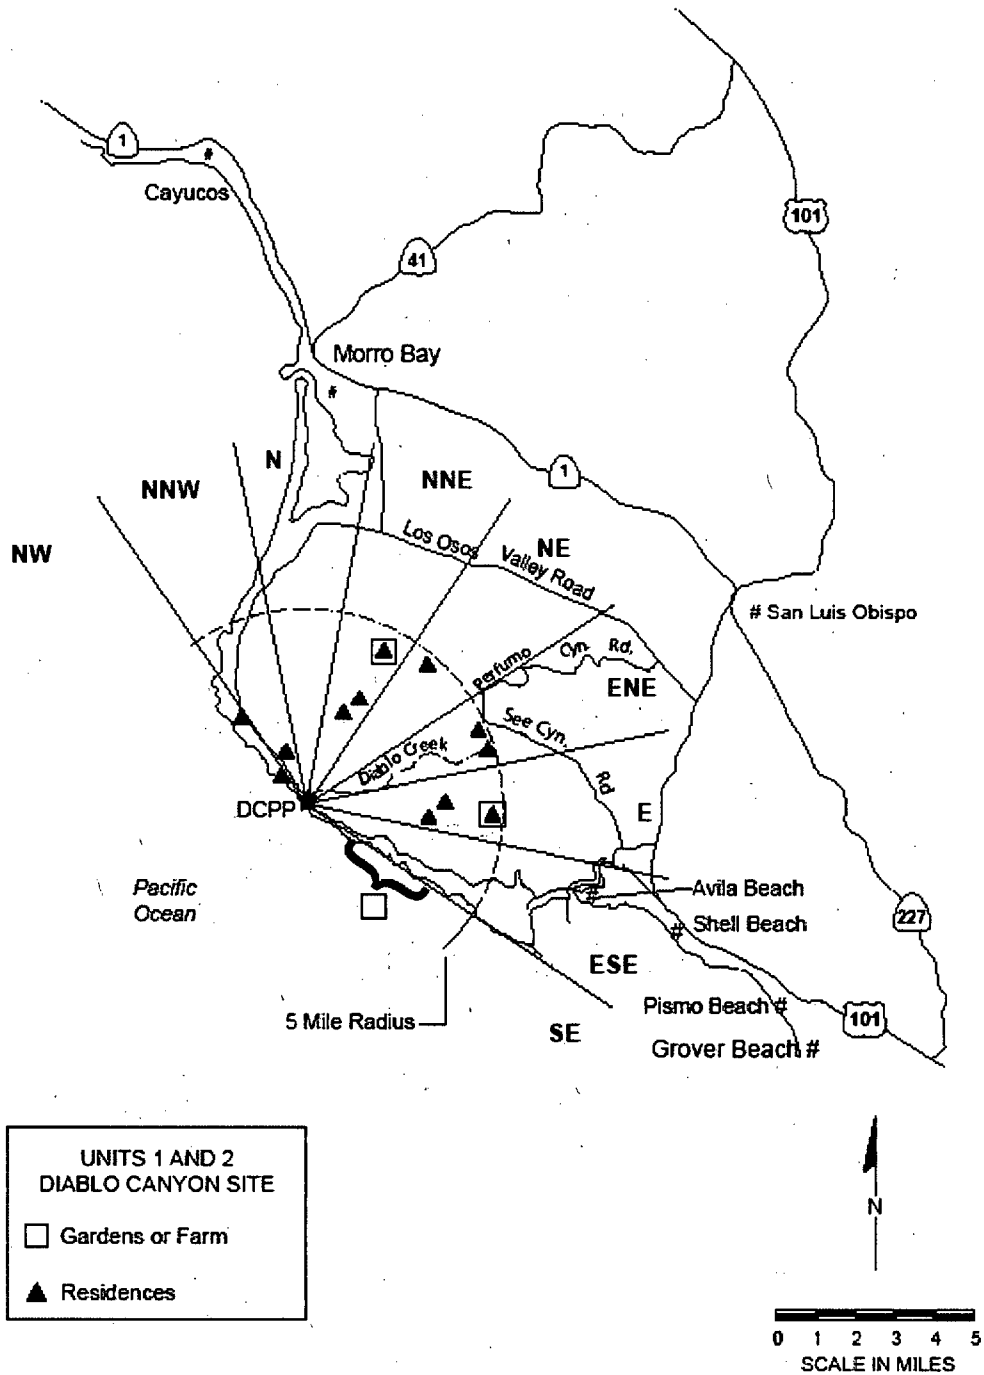 1
#
Cayucos
101
41
Morro Bay
#
N
NNW
NNE
1
NW
Los Osos
Valley Road
NE
# San Luis Obispo
Perfumo
Cyn.
Rd.
ENE
See Cyn.
Rd
Diablo Creek
DCPP
E
Pacific
Ocean
#
Avila Beach
#
Shell Beach
227
ESE
Pismo Beach #
5 Mile Radius
SE
101
Grover Beach #
UNITS 1 AND 2
DIABLO CANYON SITE
Gardens or Farm
Residences
N
0 1 2 3 4 5
SCALE IN MILES